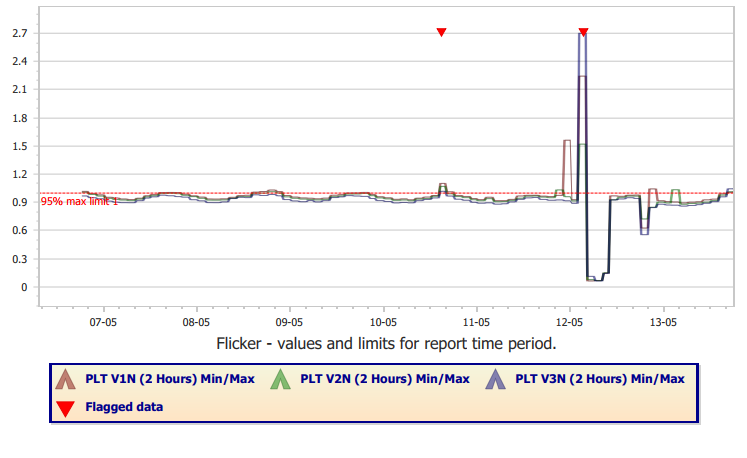 2.7
2.4
2.1
1.8
1.5
1.2
0.9
0.6
0.3
0
95% max limit 1
07-05 08-05 09-05 10-05 11-05 12-05 13-05
Flicker - values and limits for report time period.
PLT V1N (2 Hours) Min/Max PLT V2N (2 Hours) Min/Max PLT V3N (2 Hours) Min/Max
Flagged data